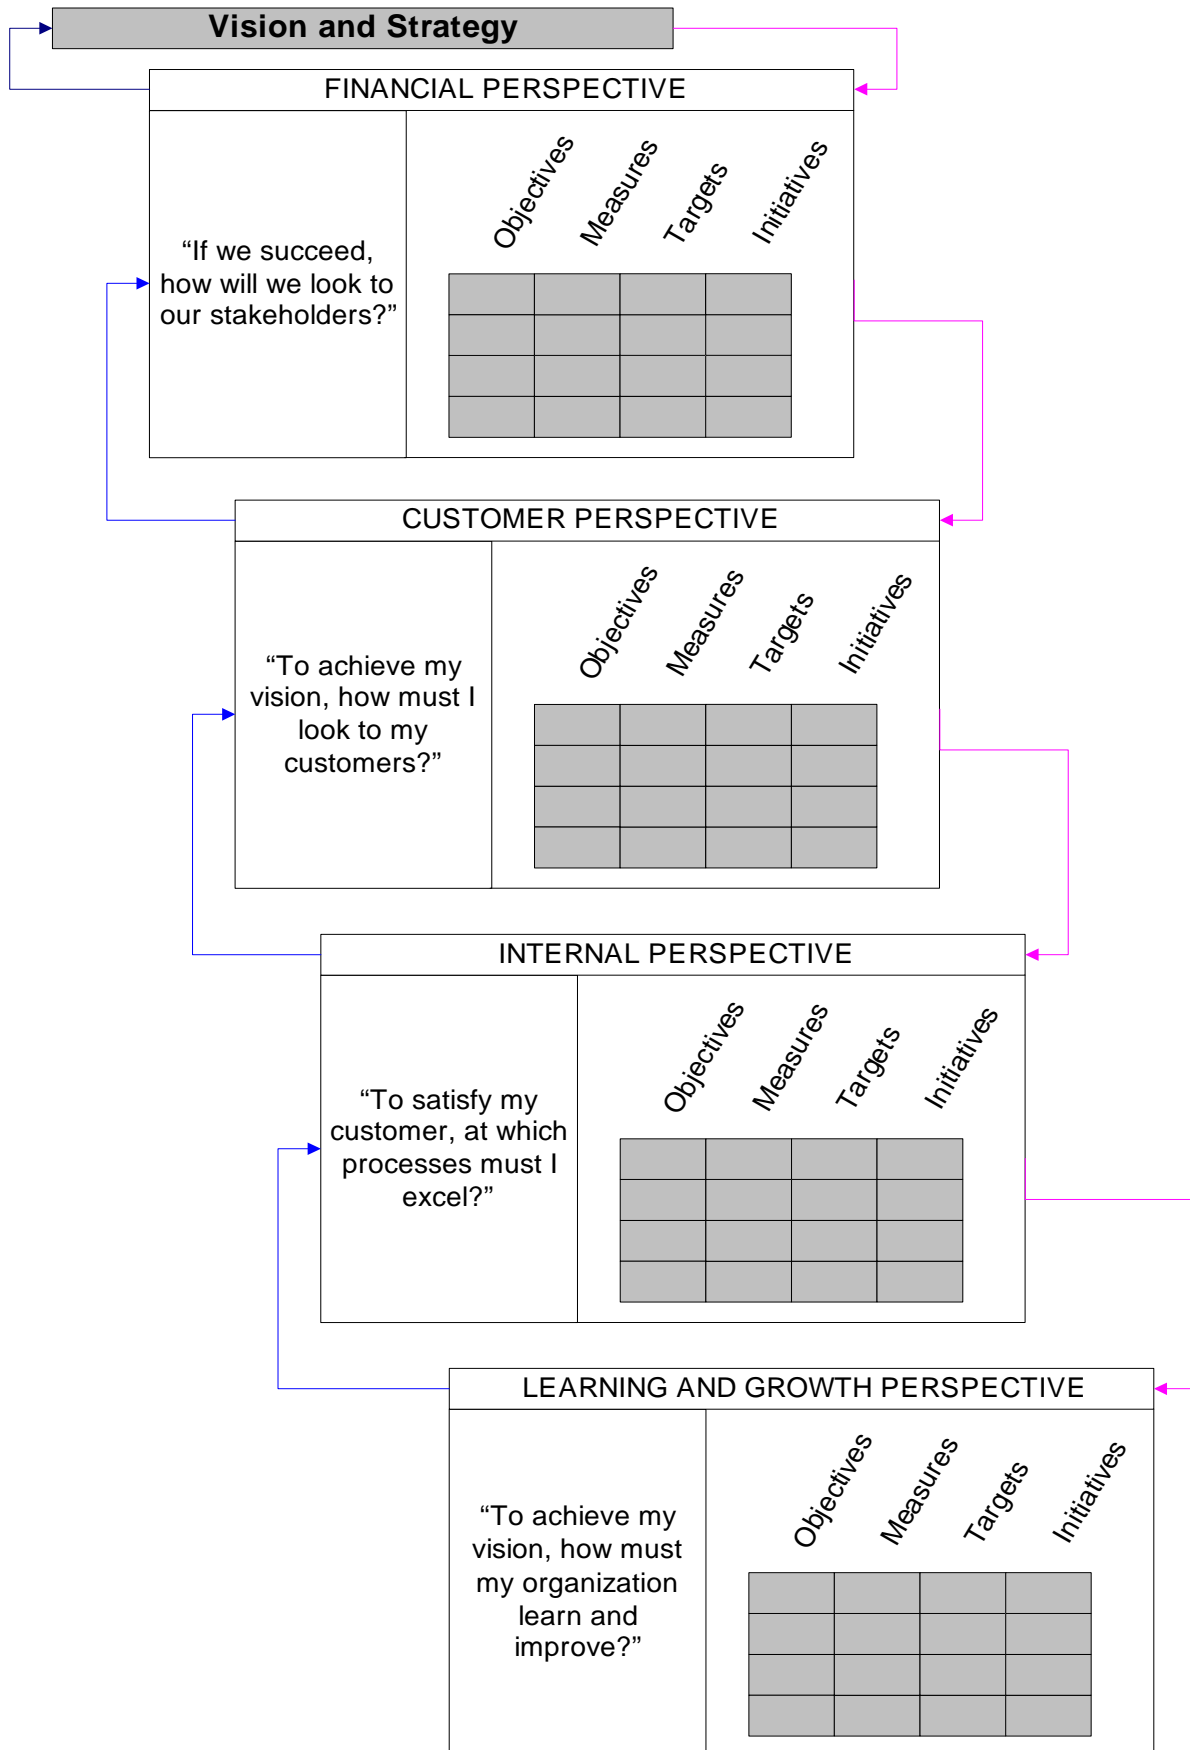 Vision and Strategy
FINANCIAL PERSPECTIVE
Objectives
Measures
Targets
Initiatives
“If we succeed,
how will we look to
our stakeholders?”
CUSTOMER PERSPECTIVE
Objectives
Measures
Targets
Initiatives
“To achieve my
vision, how must I
look to my
customers?”
INTERNAL PERSPECTIVE
Objectives
Measures
Targets
Initiatives
“To satisfy my
customer, at which
processes must I
excel?”
LEARNING AND GROWTH PERSPECTIVE
Objectives
Measures
Targets
Initiatives
“To achieve my
vision, how must
my organization
learn and
improve?”